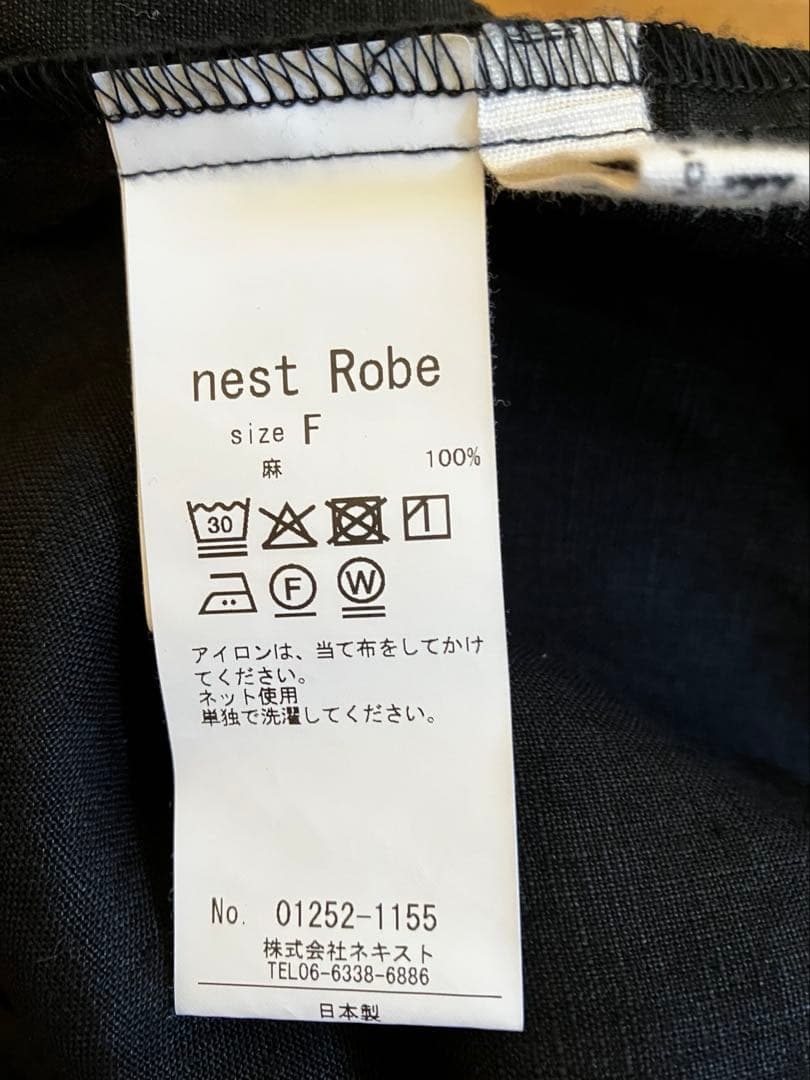 nest Robe
size F
麻 100%
30
F W
アイロンは、当て布をしてかけ
てください。
ネット使用
単独で洗濯してください。
No. 01252-1155
株式会社ネキスト
TEL06-6338-6886
日本製